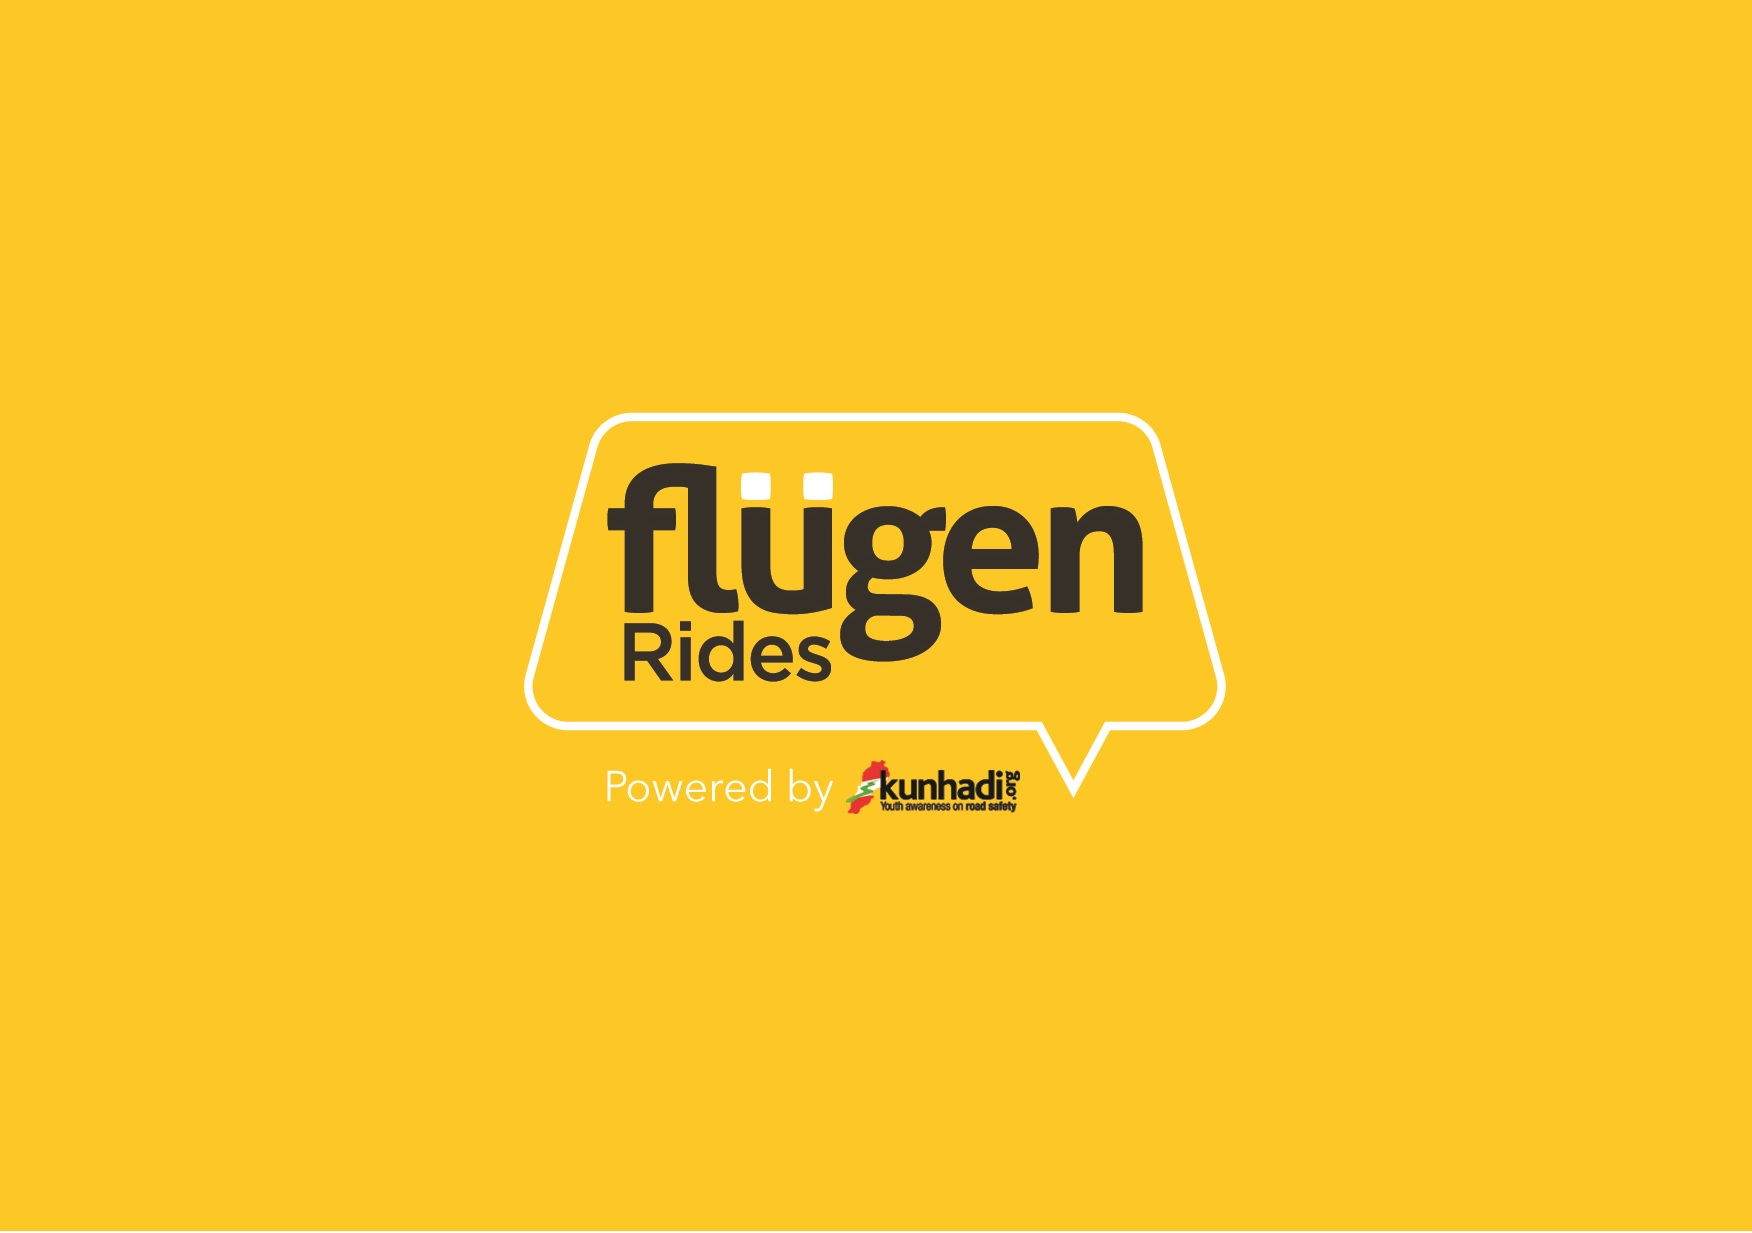 flügen
Rides
Powered by kunhadi.org
Youth awareness on road safety